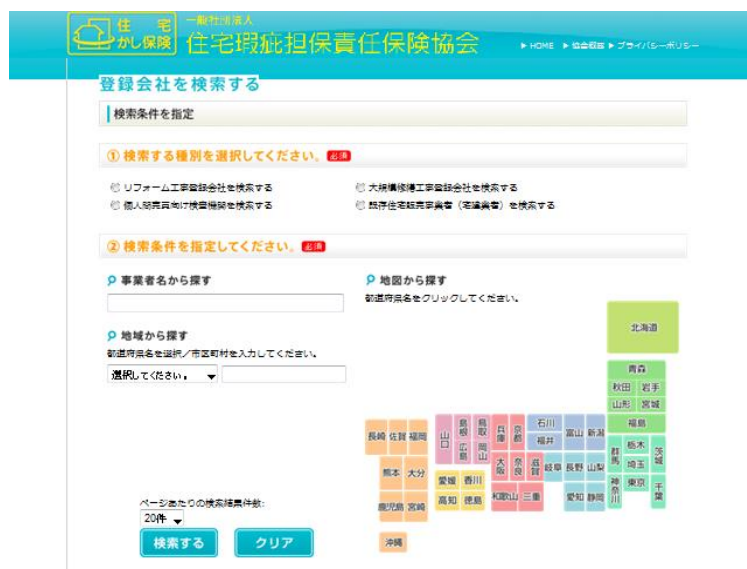 住宅
かし保険
一般社団法人
住宅瑕疵担保責任保険協会
▶ HOME ▶ 協会概要 ▶ プライバシーポリシー
登録会社を検索する
検索条件を指定
① 検索する種別を選択してください。 必須
リフォーム工事登録会社を検索する
大規模修繕工事登録会社を検索する
個人間売買向け検査機関を検索する
既存住宅販売事業者（宅建業者）を検索する
② 検索条件を指定してください。 必須
事業者名から探す
地図から探す
都道府県名をクリックしてください。
地域から探す
都道府県名を選択／市区町村を入力してください。
選択してください。
北海道
青森
秋田 岩手
山形 宮城
福島
長崎 佐賀 福岡
山口
島根 鳥取
広島 岡山
兵庫 京都
石川
福井
富山 新潟
群馬
栃木
茨城
熊本 大分
愛媛 香川
大阪 奈良
滋賀
岐阜 長野 山梨
埼玉
鹿児島 宮崎
高知 徳島
和歌山 三重
愛知 静岡
神奈川
東京
千葉
沖縄
ページあたりの検索結果件数:
20件
検索する
クリア